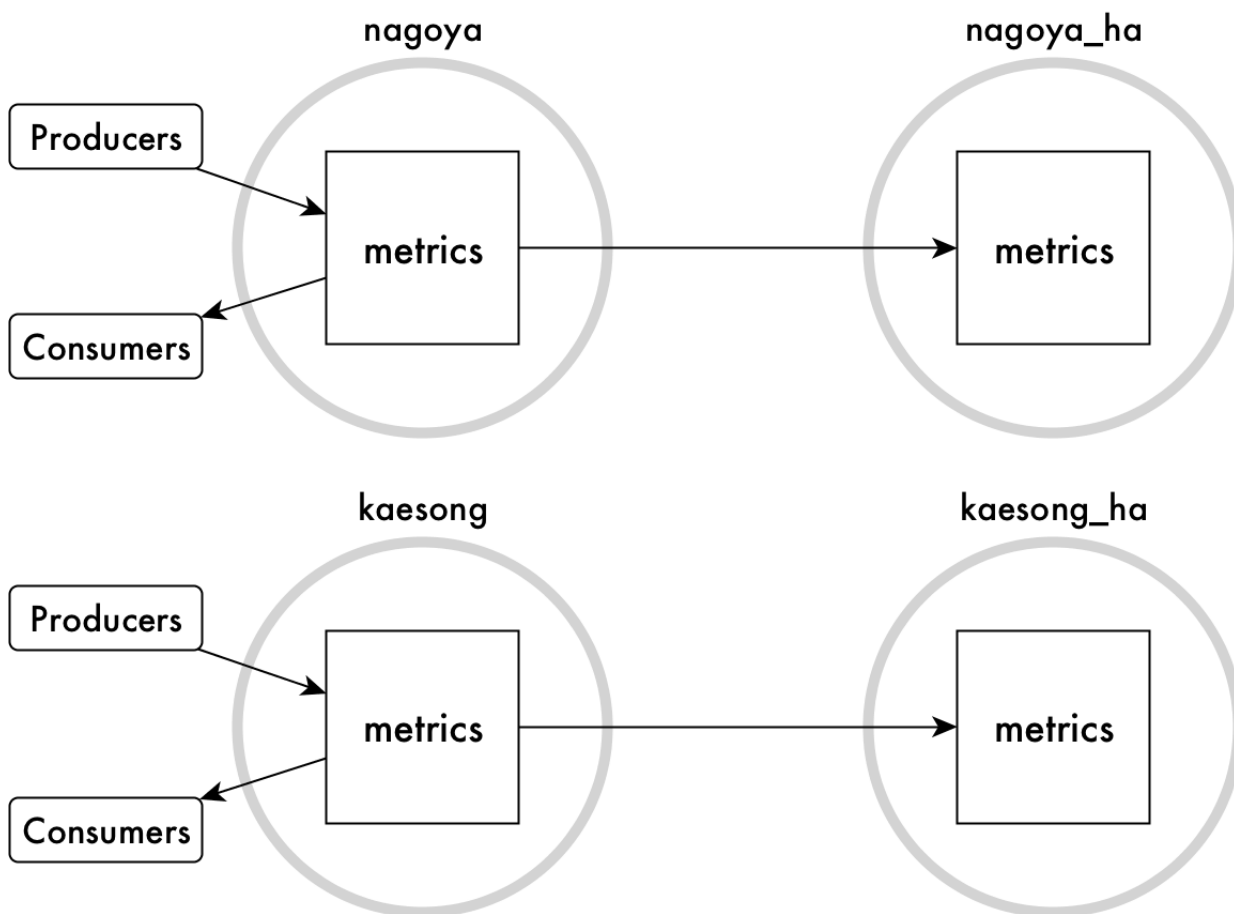 nagoya
nagoya_ha
Producers
metrics
metrics
Consumers
kaesong
kaesong_ha
Producers
metrics
metrics
Consumers